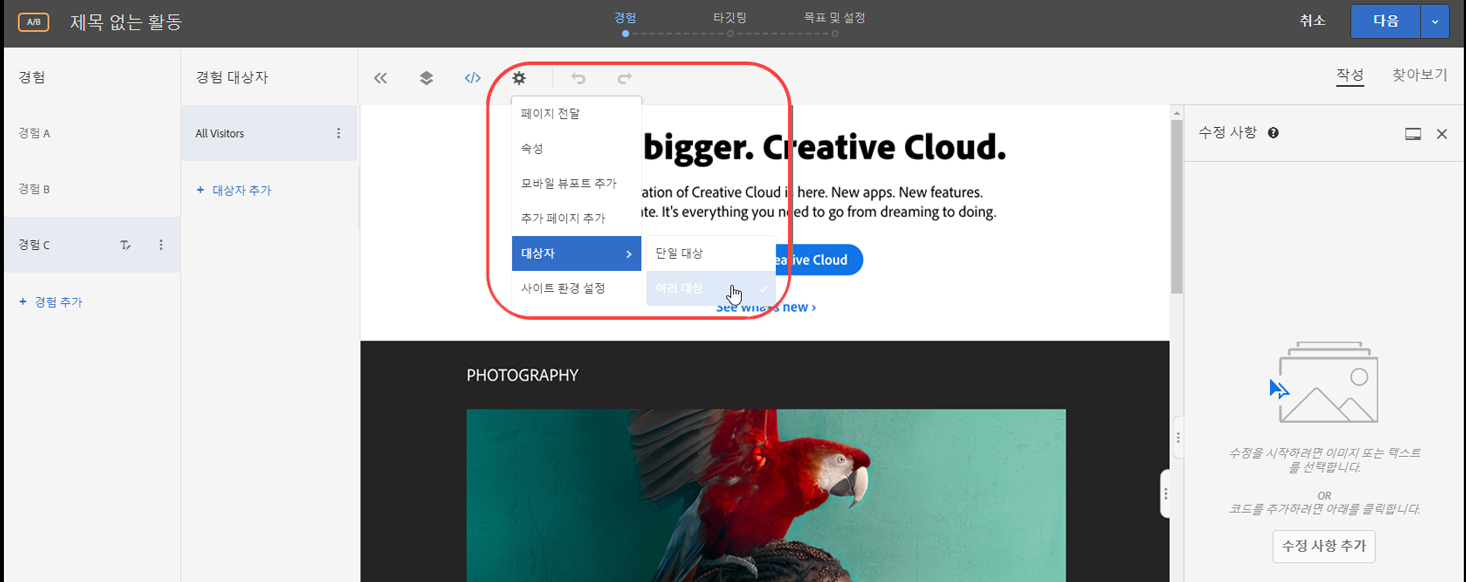 A/B
제목 없는 활동
경험
타깃팅
목표 및 설정
취소
다음
경험
경험 대상자
작성
찾아보기
경험 A
경험 B
경험 C
+ 경험 추가
All Visitors
+ 대상자 추가
페이지 전달
속성
모바일 뷰포트 추가
추가 페이지 추가
대상자
사이트 환경 설정
단일 대상
여러 대상
bigger. Creative Cloud.
of Creative Cloud is here. New apps. New features.
It's everything you need to go from dreaming to doing.
Cloud
See what's new ›
PHOTOGRAPHY
수정 사항
수정을 시작하려면 이미지 또는 텍스트
를 선택합니다.
OR
코드를 추가하려면 아래를 클릭합니다.
수정 사항 추가